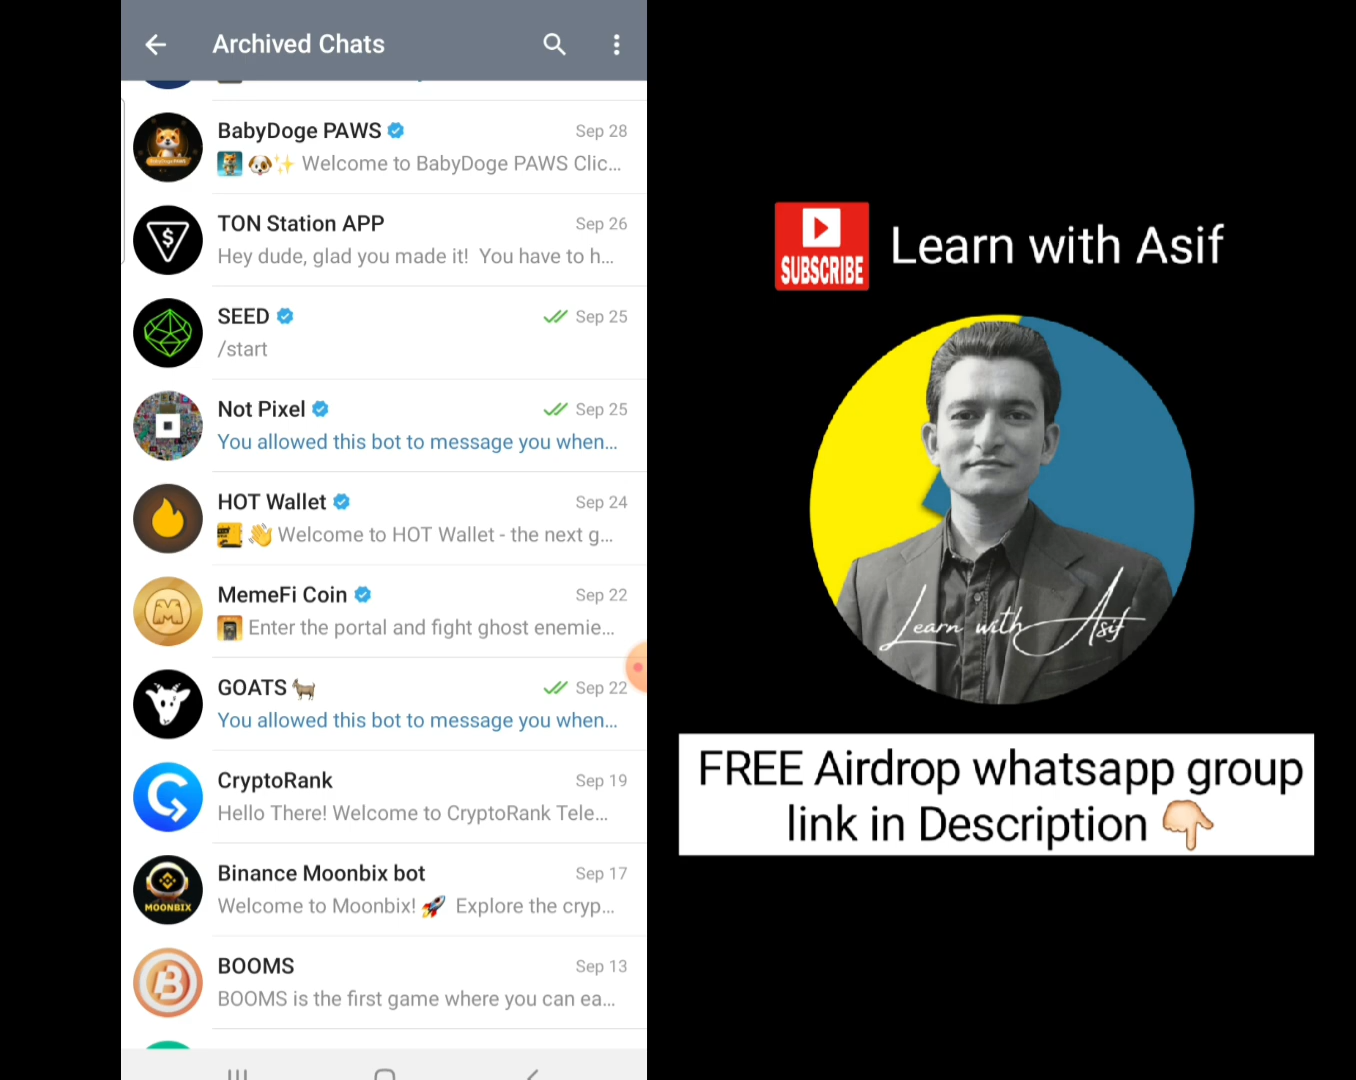 Archived Chats
BabyDoge PAWS
Sep 28
Welcome to BabyDoge PAWS Clic...
TON Station APP
Sep 26
Hey dude, glad you made it! You have to h...
SEED
Sep 25
/start
Not Pixel
Sep 25
You allowed this bot to message you when...
HOT Wallet
Sep 24
Welcome to HOT Wallet - the next g...
MemeFi Coin
Sep 22
Enter the portal and fight ghost enemie...
GOATS
Sep 22
You allowed this bot to message you when...
CryptoRank
Sep 19
Hello There! Welcome to CryptoRank Tele...
MOONBIX
Binance Moonbix bot
Sep 17
Welcome to Moonbix! 🚀 Explore the cryp...
BOOMS
Sep 13
BOOMS is the first game where you can ea...
SUBSCRIBE
Learn with Asif
Learn with Asif
FREE Airdrop whatsapp group
link in Description 👇🏻